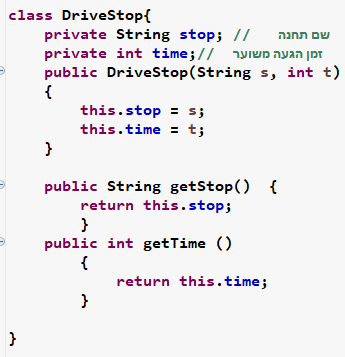 class DriveStop{
private String stop; // שם תחנה
private int time;// זמן הגעה משוער
public DriveStop(String s, int t)
{
this.stop = s;
this.time = t;
}
public String getStop() {
return this.stop;
}
public int getTime ()
{
return this.time;
}
}